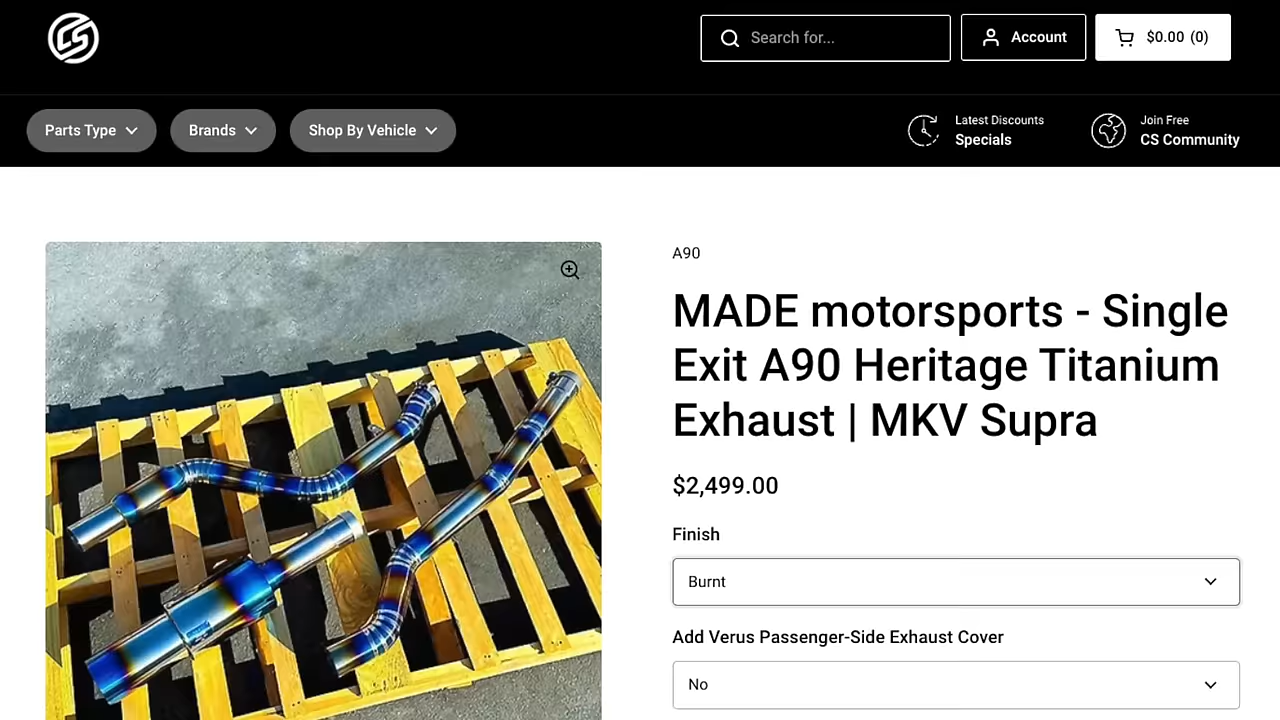 CS
Search for...
Account
$0.00 (0)
Parts Type
Brands
Shop By Vehicle
Latest Discounts
Specials
Join Free
CS Community
A90
MADE motorsports - Single
Exit A90 Heritage Titanium
Exhaust | MKV Supra
$2,499.00
Finish
Burnt
Add Verus Passenger-Side Exhaust Cover
No